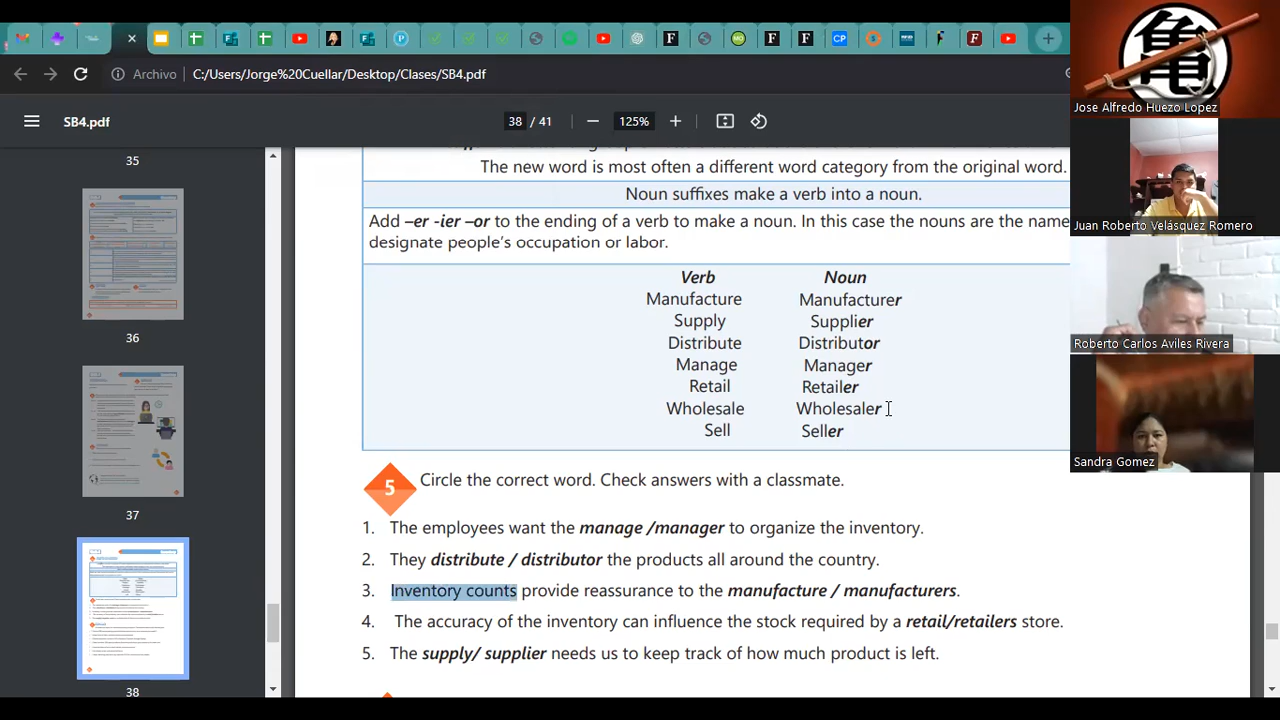 Archivo
C:/Users/Jorge%20Cuellar/Desktop/Clases/SB4.pdf
SB4.pdf
38 / 41
125%
35
36
37
38
The new word is most often a different word category from the original word.
Noun suffixes make a verb into a noun.
Add –er -ier –or to the ending of a verb to make a noun. In this case the nouns are the name
designate people's occupation or labor.
Verb Noun
Manufacture Manufacturer
Supply Supplier
Distribute Distributor
Manage Manager
Retail Retailer
Wholesale Wholesaler
Sell Seller
5 Circle the correct word. Check answers with a classmate.
1. The employees want the manage /manager to organize the inventory.
2. They distribute / distributor the products all around the country.
3. Inventory counts provide reassurance to the manufacture / manufacturers.
4. The accuracy of the inventory can influence the stock required by a retail/retailers store.
5. The supply/ supplier needs us to keep track of how much product is left.
亀
Jose Alfredo Huezo Lopez
Juan Roberto Velásquez Romero
Roberto Carlos Aviles Rivera
Sandra Gomez